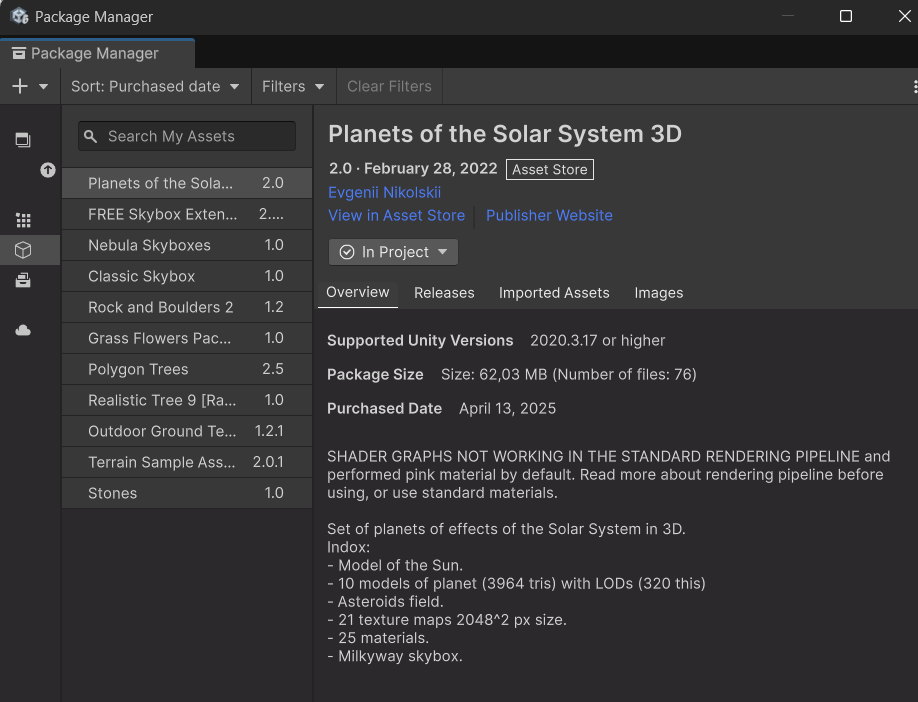 Package Manager
Package Manager
Sort: Purchased date
Filters
Clear Filters
Search My Assets
Planets of the Sola... 2.0
FREE Skybox Exten... 2....
Nebula Skyboxes 1.0
Classic Skybox 1.0
Rock and Boulders 2 1.2
Grass Flowers Pac... 1.0
Polygon Trees 2.5
Realistic Tree 9 [Ra... 1.0
Outdoor Ground Te... 1.2.1
Terrain Sample Ass... 2.0.1
Stones 1.0
Planets of the Solar System 3D
2.0 · February 28, 2022 Asset Store
Evgenii Nikolskii
View in Asset Store Publisher Website
In Project
Overview Releases Imported Assets Images
Supported Unity Versions 2020.3.17 or higher
Package Size Size: 62,03 MB (Number of files: 76)
Purchased Date April 13, 2025
SHADER GRAPHS NOT WORKING IN THE STANDARD RENDERING PIPELINE and
performed pink material by default. Read more about rendering pipeline before
using, or use standard materials.
Set of planets of effects of the Solar System in 3D.
Indox:
- Model of the Sun.
- 10 models of planet (3964 tris) with LODs (320 this)
- Asteroids field.
- 21 texture maps 2048^2 px size.
- 25 materials.
- Milkyway skybox.